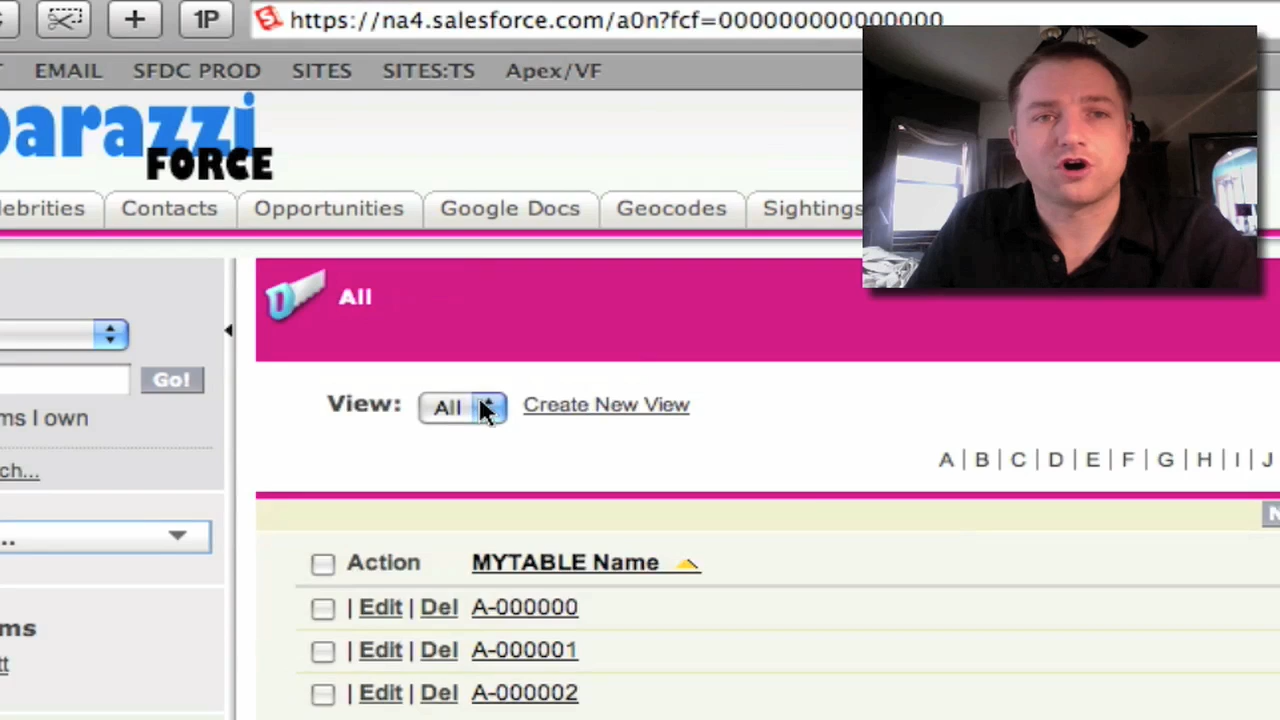 1P https://na4.salesforce.com/a0n?fcf=000000000000000
EMAIL SFDC PROD SITES SITES:TS Apex/VF
parazzi
FORCE
lebrities Contacts Opportunities Google Docs Geocodes Sightings
All
Go!
View: All Create New View
ms I own
A | B | C | D | E | F | G | H | I | J
ch...
...
N
Action MYTABLE Name
| Edit | Del A-000000
ms
| Edit | Del A-000001
tt
| Edit | Del A-000002